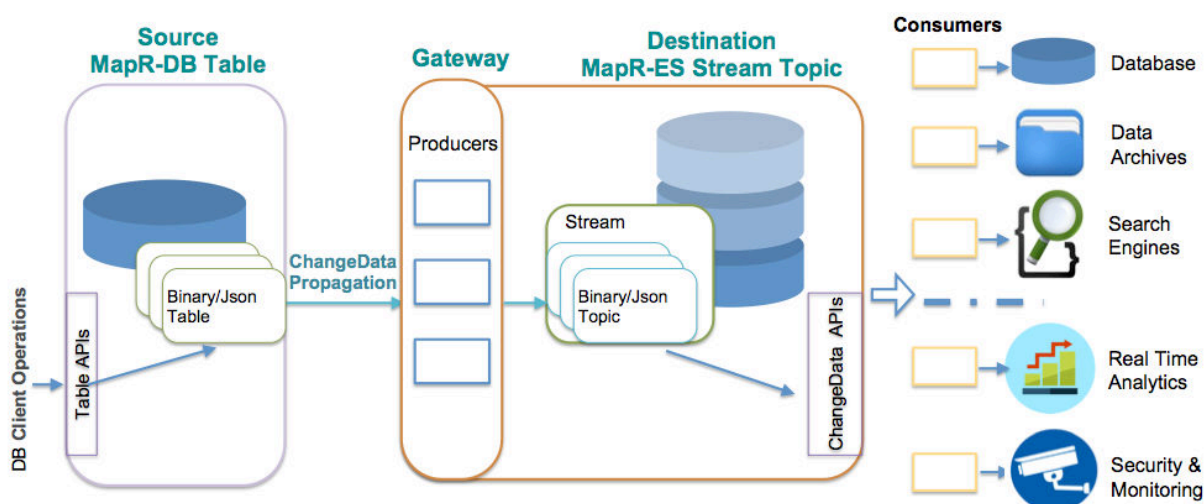 Source
MapR-DB Table
Gateway
Destination
MapR-ES Stream Topic
Consumers
Database
Data
Archives
Search
Engines
Real Time
Analytics
Security &
Monitoring
Producers
Stream
Binary/Json
Topic
ChangeData
Propagation
Binary/Json
Table
DB Client Operations
Table APIs
ChangeData APIs